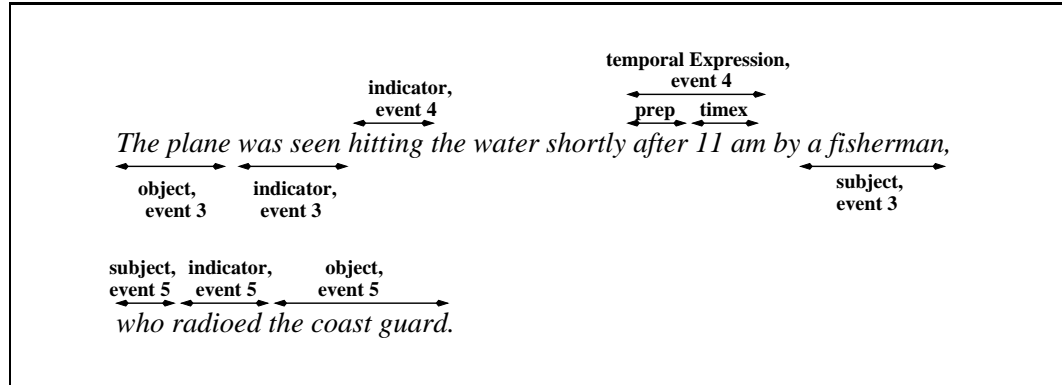 temporal Expression,
event 4
indicator,
event 4
prep timex
The plane was seen hitting the water shortly after 11 am by a fisherman,
object,
event 3
indicator,
event 3
subject,
event 3
subject,
event 5
indicator,
event 5
object,
event 5
who radioed the coast guard.